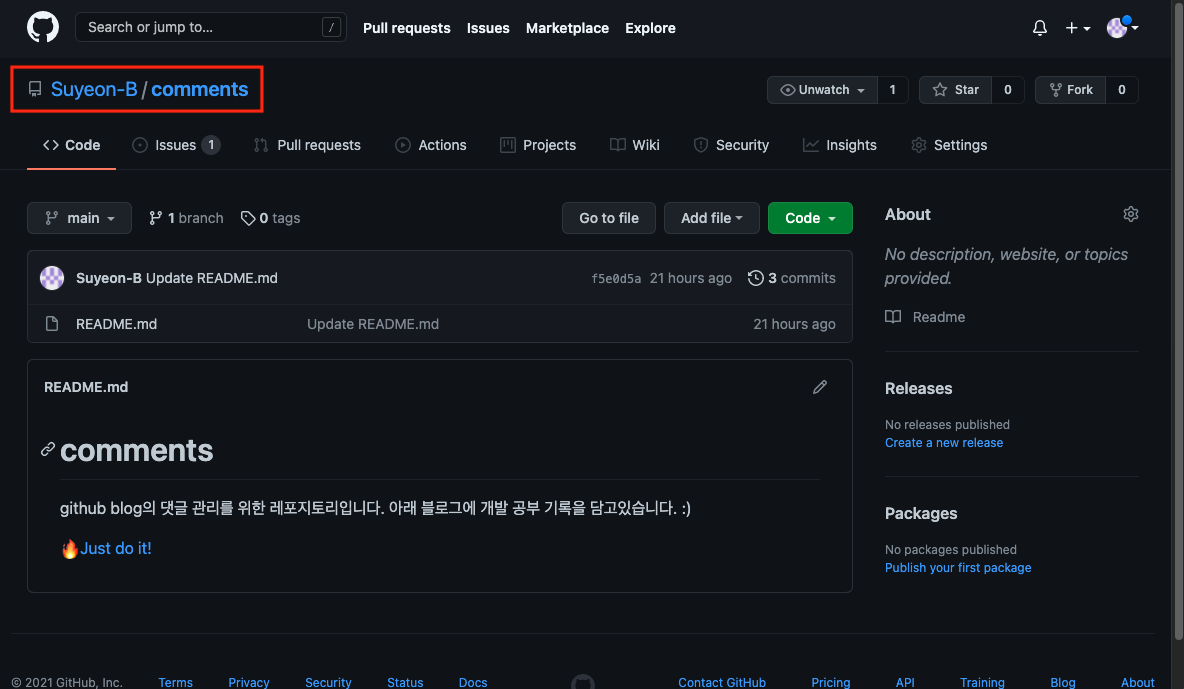 Search or jump to... / Pull requests Issues Marketplace Explore
Suyeon-B / comments Unwatch 1 Star 0 Fork 0
Code Issues 1 Pull requests Actions Projects Wiki Security Insights Settings
main 1 branch 0 tags Go to file Add file Code
Suyeon-B Update README.md f5e0d5a 21 hours ago 3 commits
README.md Update README.md 21 hours ago
README.md
comments
github blog의 댓글 관리를 위한 레포지토리입니다. 아래 블로그에 개발 공부 기록을 담고있습니다. :)
🔥Just do it!
About
No description, website, or topics
provided.
Readme
Releases
No releases published
Create a new release
Packages
No packages published
Publish your first package
© 2021 GitHub, Inc. Terms Privacy Security Status Docs Contact GitHub Pricing API Training Blog About